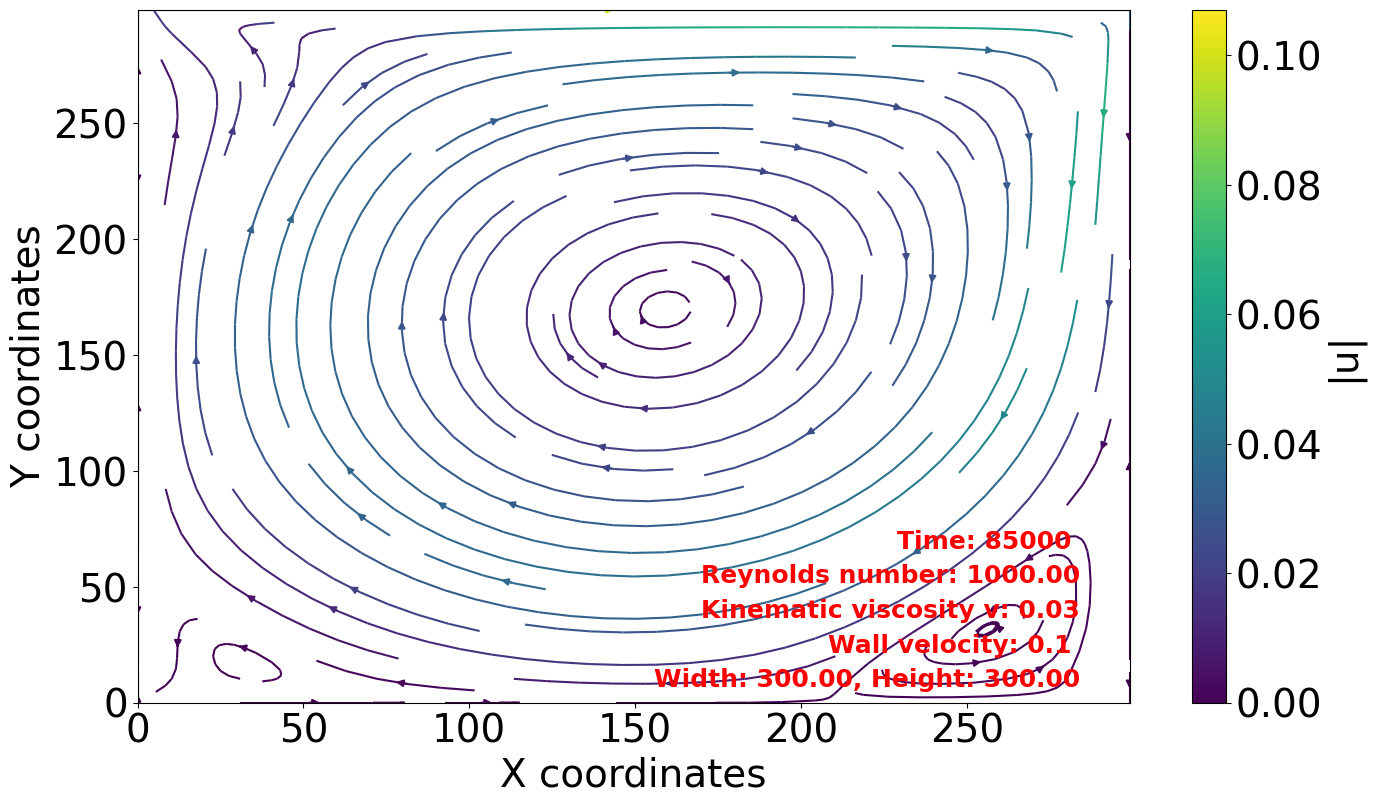 0.10
250
0.08
200
Y coordinates
0.06
|u|
150
0.04
100
Time: 85000
0.02
50
Reynolds number: 1000.00
Kinematic viscosity ν: 0.03
Wall velocity: 0.1
Width: 300.00, Height: 300.00
0
0.00
0 50 100 150 200 250
X coordinates